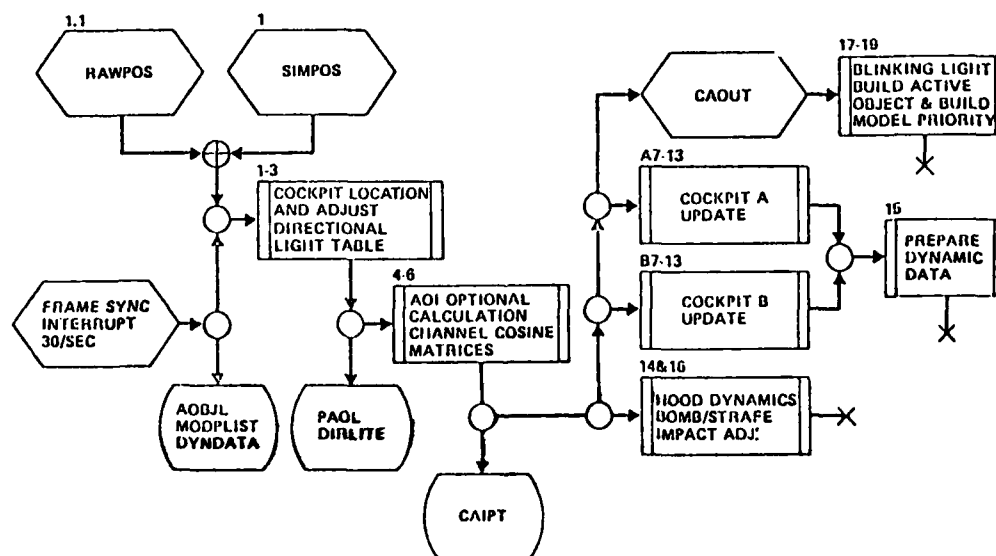 1.1
RAWPOS
1
SIMPOS
1-3
COCKPIT LOCATION
AND ADJUST
DIRECTIONAL
LIGHT TABLE
FRAME SYNC
INTERRUPT
30/SEC
AOBJL
MODPLIST
DYNDATA
PAOL
DIRLITE
4-6
AOI OPTIONAL
CALCULATION
CHANNEL COSINE
MATRICES
CAIPT
CAOUT
17-19
BLINKING LIGHT
BUILD ACTIVE
OBJECT & BUILD
MODEL PRIORITY
A7-13
COCKPIT A
UPDATE
B7-13
COCKPIT B
UPDATE
15
PREPARE
DYNAMIC
DATA
14&16
HOOD DYNAMICS
BOMB/STRAFE
IMPACT ADJ.